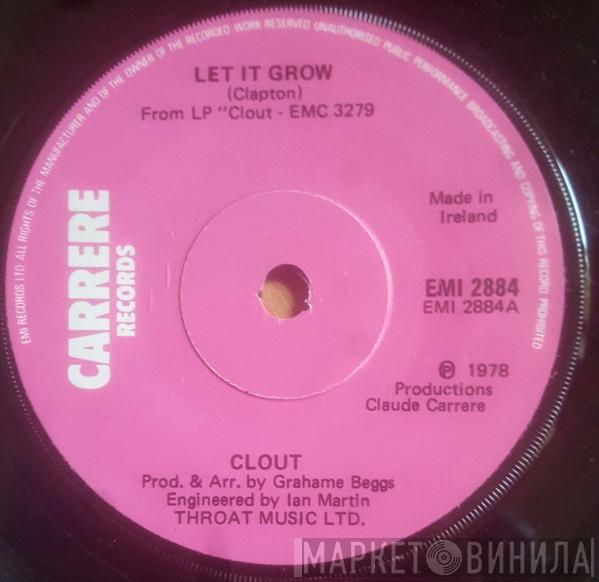 EMI RECORDS LTD ALL RIGHTS OF THE MANUFACTURER AND OF THE OWNER OF THE RECORDED WORK RESERVED UNAUTHORISED PUBLIC PERFORMANCE BROADCASTING AND COPYING OF THIS RECORD PROHIBITED
LET IT GROW
(Clapton)
From LP "Clout - EMC 3279
CARRERE
RECORDS
Made in
Ireland
EMI 2884
EMI 2884A
℗ 1978
Productions
Claude Carrere
CLOUT
Prod. & Arr. by Grahame Beggs
Engineered by Ian Martin
THROAT MUSIC LTD.
МАРКЕТ ВИНИЛА